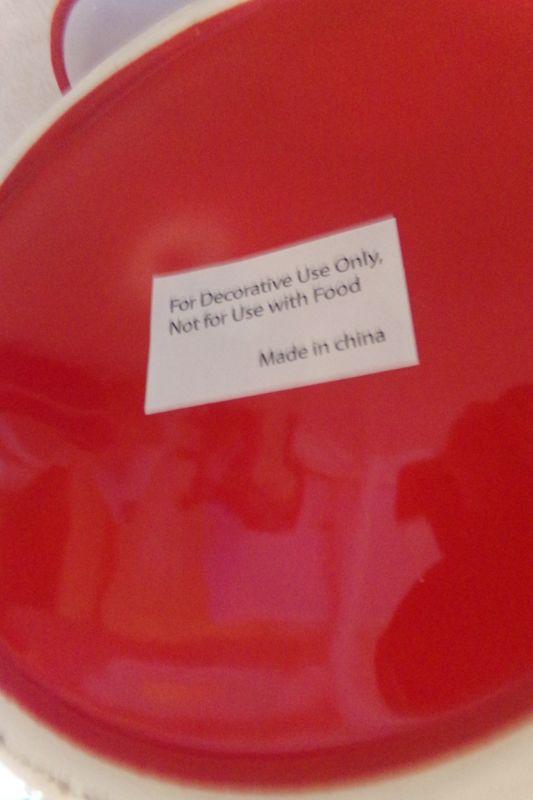 For Decorative Use Only,
Not for Use with Food
Made in china